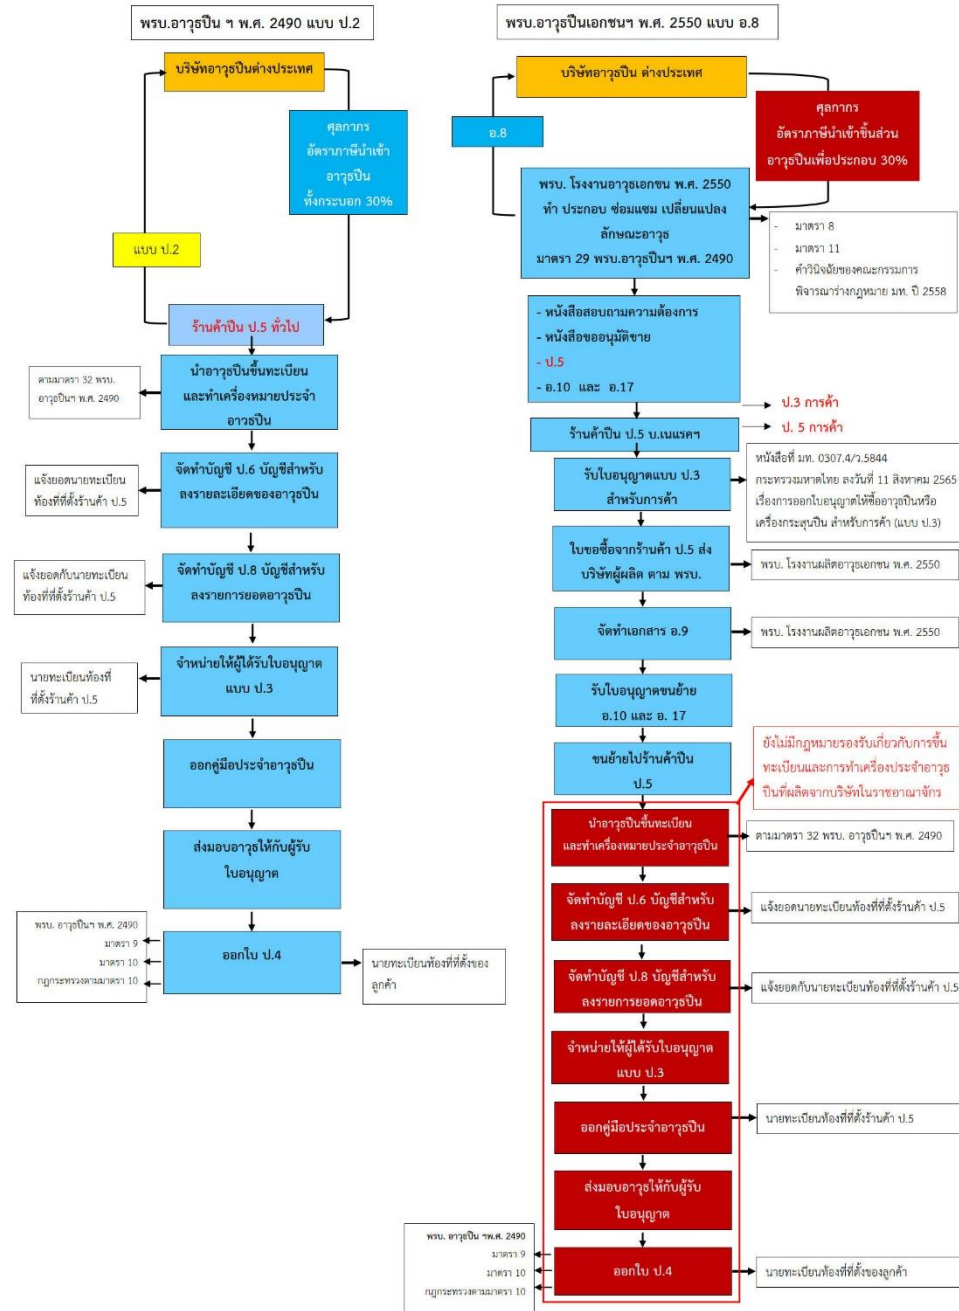 พรบ.อาวุธปืน ฯ พ.ศ. 2490 แบบ ป.2
บริษัทอาวุธปืนต่างประเทศ
ศุลกากร
อัตราภาษีนำเข้า
อาวุธปืน
ทั้งกระบอก 30%
แบบ ป.2
ร้านค้าปืน ป.5 ทั่วไป
นำอาวุธปืนขึ้นทะเบียน
และทำเครื่องหมายประจำ
อาวุธปืน
ตามมาตรา 32 พรบ.
อาวุธปืนฯ พ.ศ. 2490
จัดทำบัญชี ป.6 บัญชีสำหรับ
ลงรายละเอียดของอาวุธปืน
แจ้งยอดนายทะเบียน
ท้องที่ที่ตั้งร้านค้า ป.5
จัดทำบัญชี ป.8 บัญชีสำหรับ
ลงรายการยอดอาวุธปืน
แจ้งยอดกับนายทะเบียน
ท้องที่ที่ตั้งร้านค้า ป.5
จำหน่ายให้ผู้ได้รับใบอนุญาต
แบบ ป.3
นายทะเบียนท้องที่
ที่ตั้งร้านค้า ป.5
ออกคู่มือประจำอาวุธปืน
ส่งมอบอาวุธให้กับผู้รับ
ใบอนุญาต
ออกใบ ป.4
พรบ. อาวุธปืนฯ พ.ศ. 2490
มาตรา 9
มาตรา 10
กฎกระทรวงตามมาตรา 10
นายทะเบียนท้องที่ที่ตั้งของ
ลูกค้า
พรบ.อาวุธปืนเอกชนฯ พ.ศ. 2550 แบบ อ.8
บริษัทอาวุธปืน ต่างประเทศ
อ.8
ศุลกากร
อัตราภาษีนำเข้าชิ้นส่วน
อาวุธปืนเพื่อประกอบ 30%
พรบ. โรงงานอาวุธเอกชน พ.ศ. 2550
ทำ ประกอบ ซ่อมแซม เปลี่ยนแปลง
ลักษณะอาวุธ
มาตรา 29 พรบ.อาวุธปืนฯ พ.ศ. 2490
- มาตรา 8
- มาตรา 11
- คำวินิจฉัยของคณะกรรมการ
พิจารณาร่างกฎหมาย มท. ปี 2558
- หนังสือสอบถามความต้องการ
- หนังสือขออนุมัติขาย
- ป.5
- อ.10 และ อ.17
ป.3 การค้า
ป. 5 การค้า
ร้านค้าปืน ป.5 บ.เนแรคฯ
รับใบอนุญาตแบบ ป.3
สำหรับการค้า
หนังสือที่ มท. 0307.4/ว.5844
กระทรวงมหาดไทย ลงวันที่ 11 สิงหาคม 2565
เรื่องการออกใบอนุญาตให้ซื้ออาวุธปืนหรือ
เครื่องกระสุนปืน สำหรับการค้า (แบบ ป.3)
ใบขอซื้อจากร้านค้า ป.5 ส่ง
บริษัทผู้ผลิต ตาม พรบ.
พรบ. โรงงานผลิตอาวุธเอกชน พ.ศ. 2550
จัดทำเอกสาร อ.9
พรบ. โรงงานผลิตอาวุธเอกชน พ.ศ. 2550
รับใบอนุญาตขนย้าย
อ.10 และ อ. 17
ขนย้ายไปร้านค้าปืน
ป.5
ยังไม่มีกฎหมายรองรับเกี่ยวกับการขึ้น
ทะเบียนและการทำเครื่องประจำอาวุธ
ปืนที่ผลิตจากบริษัทในราชอาณาจักร
นำอาวุธปืนขึ้นทะเบียน
และทำเครื่องหมายประจำอาวุธปืน
ตามมาตรา 32 พรบ. อาวุธปืนฯ พ.ศ. 2490
จัดทำบัญชี ป.6 บัญชีสำหรับ
ลงรายละเอียดของอาวุธปืน
แจ้งยอดนายทะเบียนท้องที่ที่ตั้งร้านค้า ป.5
จัดทำบัญชี ป.8 บัญชีสำหรับ
ลงรายการยอดอาวุธปืน
แจ้งยอดกับนายทะเบียนท้องที่ที่ตั้งร้านค้า ป.5
จำหน่ายให้ผู้ได้รับใบอนุญาต
แบบ ป.3
ออกคู่มือประจำอาวุธปืน
นายทะเบียนท้องที่ที่ตั้งร้านค้า ป.5
ส่งมอบอาวุธให้กับผู้รับ
ใบอนุญาต
ออกใบ ป.4
พรบ. อาวุธปืน ฯพ.ศ. 2490
มาตรา 9
มาตรา 10
กฎกระทรวงตามมาตรา 10
นายทะเบียนท้องที่ที่ตั้งของลูกค้า